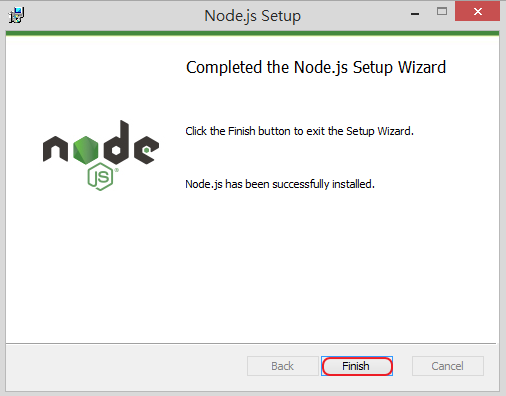 Node.js Setup
Completed the Node.js Setup Wizard
Click the Finish button to exit the Setup Wizard.
node
JS
®
Node.js has been successfully installed.
Back
Finish
Cancel